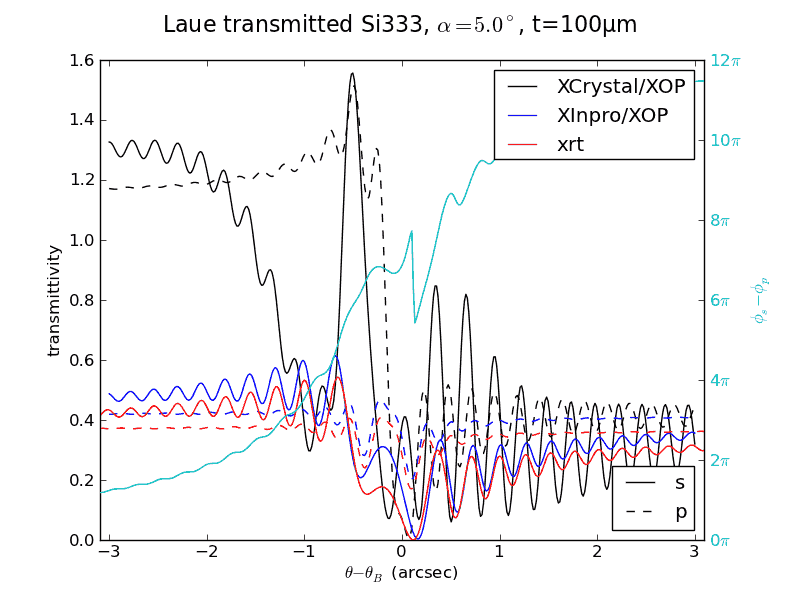 Laue transmitted Si333, α=5.0°, t=100μm
1.6
1.4
1.2
1.0
0.8
0.6
0.4
0.2
0.0
transmittivity
12π
10π
8π
6π
4π
2π
0π
ϕs−ϕp
XCrystal/XOP
XInpro/XOP
xrt
s
p
−3 −2 −1 0 1 2 3
θ−θB (arcsec)